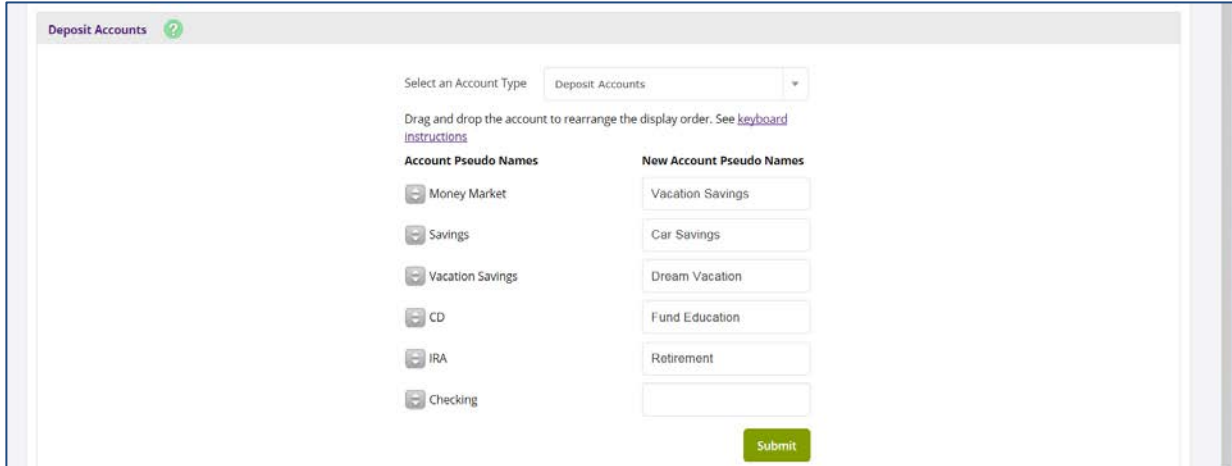 Deposit Accounts ?
Select an Account Type Deposit Accounts
Drag and drop the account to rearrange the display order. See keyboard
instructions
Account Pseudo Names New Account Pseudo Names
Money Market Vacation Savings
Savings Car Savings
Vacation Savings Dream Vacation
CD Fund Education
IRA Retirement
Checking
Submit